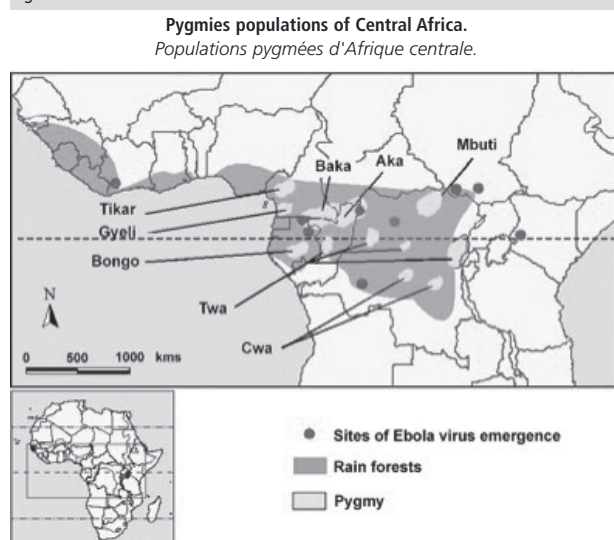 Pygmies populations of Central Africa.
Populations pygmées d'Afrique centrale.
Mbuti
Aka
Baka
Tikar
Gyeli
Bongo
Twa
Cwa
N
0 500 1000 kms
Sites of Ebola virus emergence
Rain forests
Pygmy